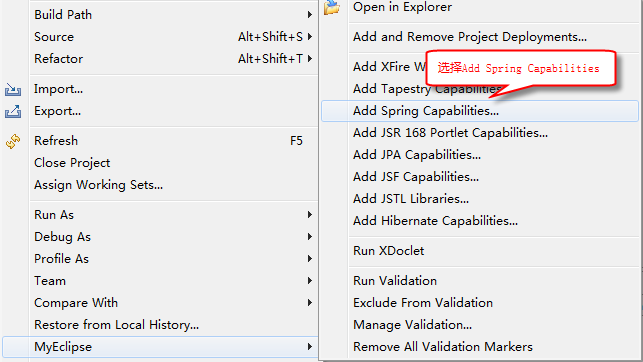 Build Path
Source Alt+Shift+S
Refactor Alt+Shift+T
Import...
Export...
Refresh F5
Close Project
Assign Working Sets...
Run As
Debug As
Profile As
Team
Compare With
Restore from Local History...
MyEclipse
Open in Explorer
Add and Remove Project Deployments...
Add XFire W
选择Add Spring Capabilities
Add Tapestry Capabilities...
Add Spring Capabilities...
Add JSR 168 Portlet Capabilities...
Add JPA Capabilities...
Add JSF Capabilities...
Add JSTL Libraries...
Add Hibernate Capabilities...
Run XDoclet
Run Validation
Exclude From Validation
Manage Validation...
Remove All Validation Markers